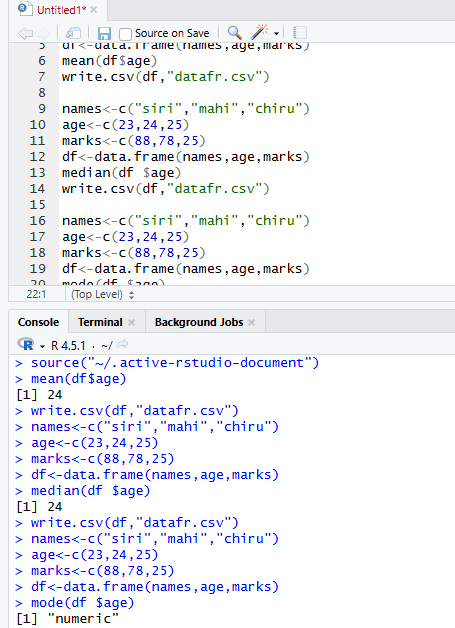 Untitled1*
Source on Save
5 df<-data.frame(names,age,marks)
6 mean(df$age)
7 write.csv(df,"datafr.csv")
8
9 names<-c("siri","mahi","chiru")
10 age<-c(23,24,25)
11 marks<-c(88,78,25)
12 df<-data.frame(names,age,marks)
13 median(df $age)
14 write.csv(df,"datafr.csv")
15
16 names<-c("siri","mahi","chiru")
17 age<-c(23,24,25)
18 marks<-c(88,78,25)
19 df<-data.frame(names,age,marks)
20 mode(df $age)
22:1 (Top Level)
Console Terminal Background Jobs
R R 4.5.1 · ~/
> source("~/.active-rstudio-document")
> mean(df$age)
[1] 24
> write.csv(df,"datafr.csv")
> names<-c("siri","mahi","chiru")
> age<-c(23,24,25)
> marks<-c(88,78,25)
> df<-data.frame(names,age,marks)
> median(df $age)
[1] 24
> write.csv(df,"datafr.csv")
> names<-c("siri","mahi","chiru")
> age<-c(23,24,25)
> marks<-c(88,78,25)
> df<-data.frame(names,age,marks)
> mode(df $age)
[1] "numeric"